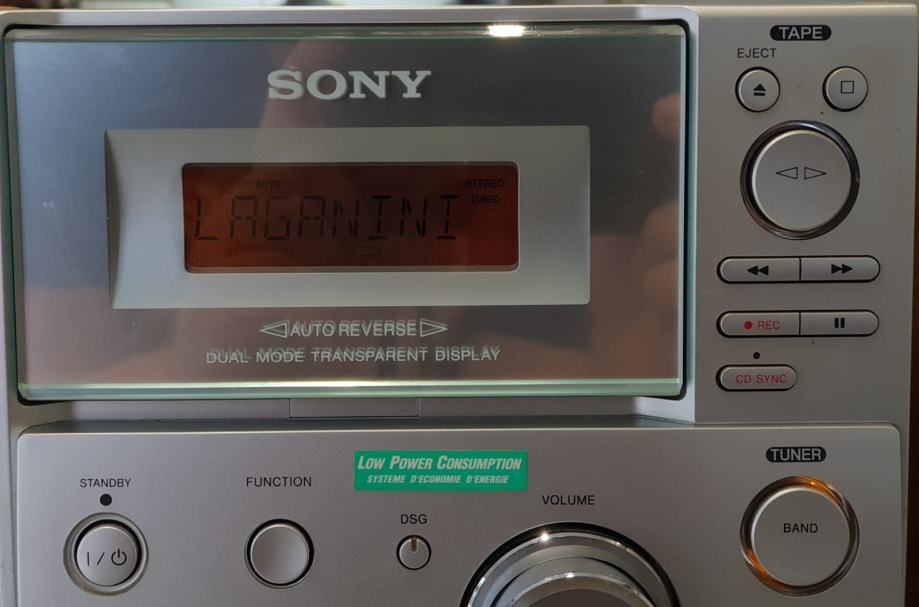 SONY
AUTO
STEREO
TUNED
LAGANINI
AUTO REVERSE
DUAL MODE TRANSPARENT DISPLAY
TAPE
EJECT
REC
CD SYNC
LOW POWER CONSUMPTION
SYSTEME D'ECONOMIE D'ENERGIE
TUNER
BAND
STANDBY
I / ⏻
FUNCTION
DSG
VOLUME